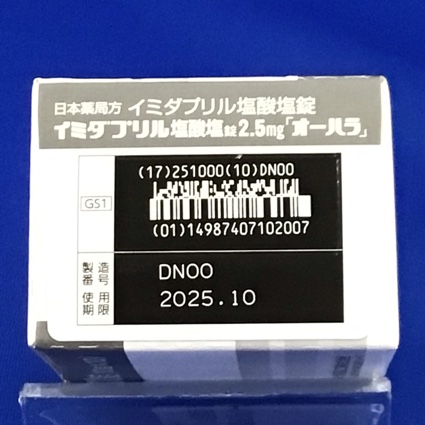 日本薬局方 イミダプリル塩酸塩錠
イミダプリル塩酸塩錠2.5mg「オーハラ」
(17)251000(10)DN00
GS1
(01)14987407102007
製造番号 DN00
使用期限 2025.10